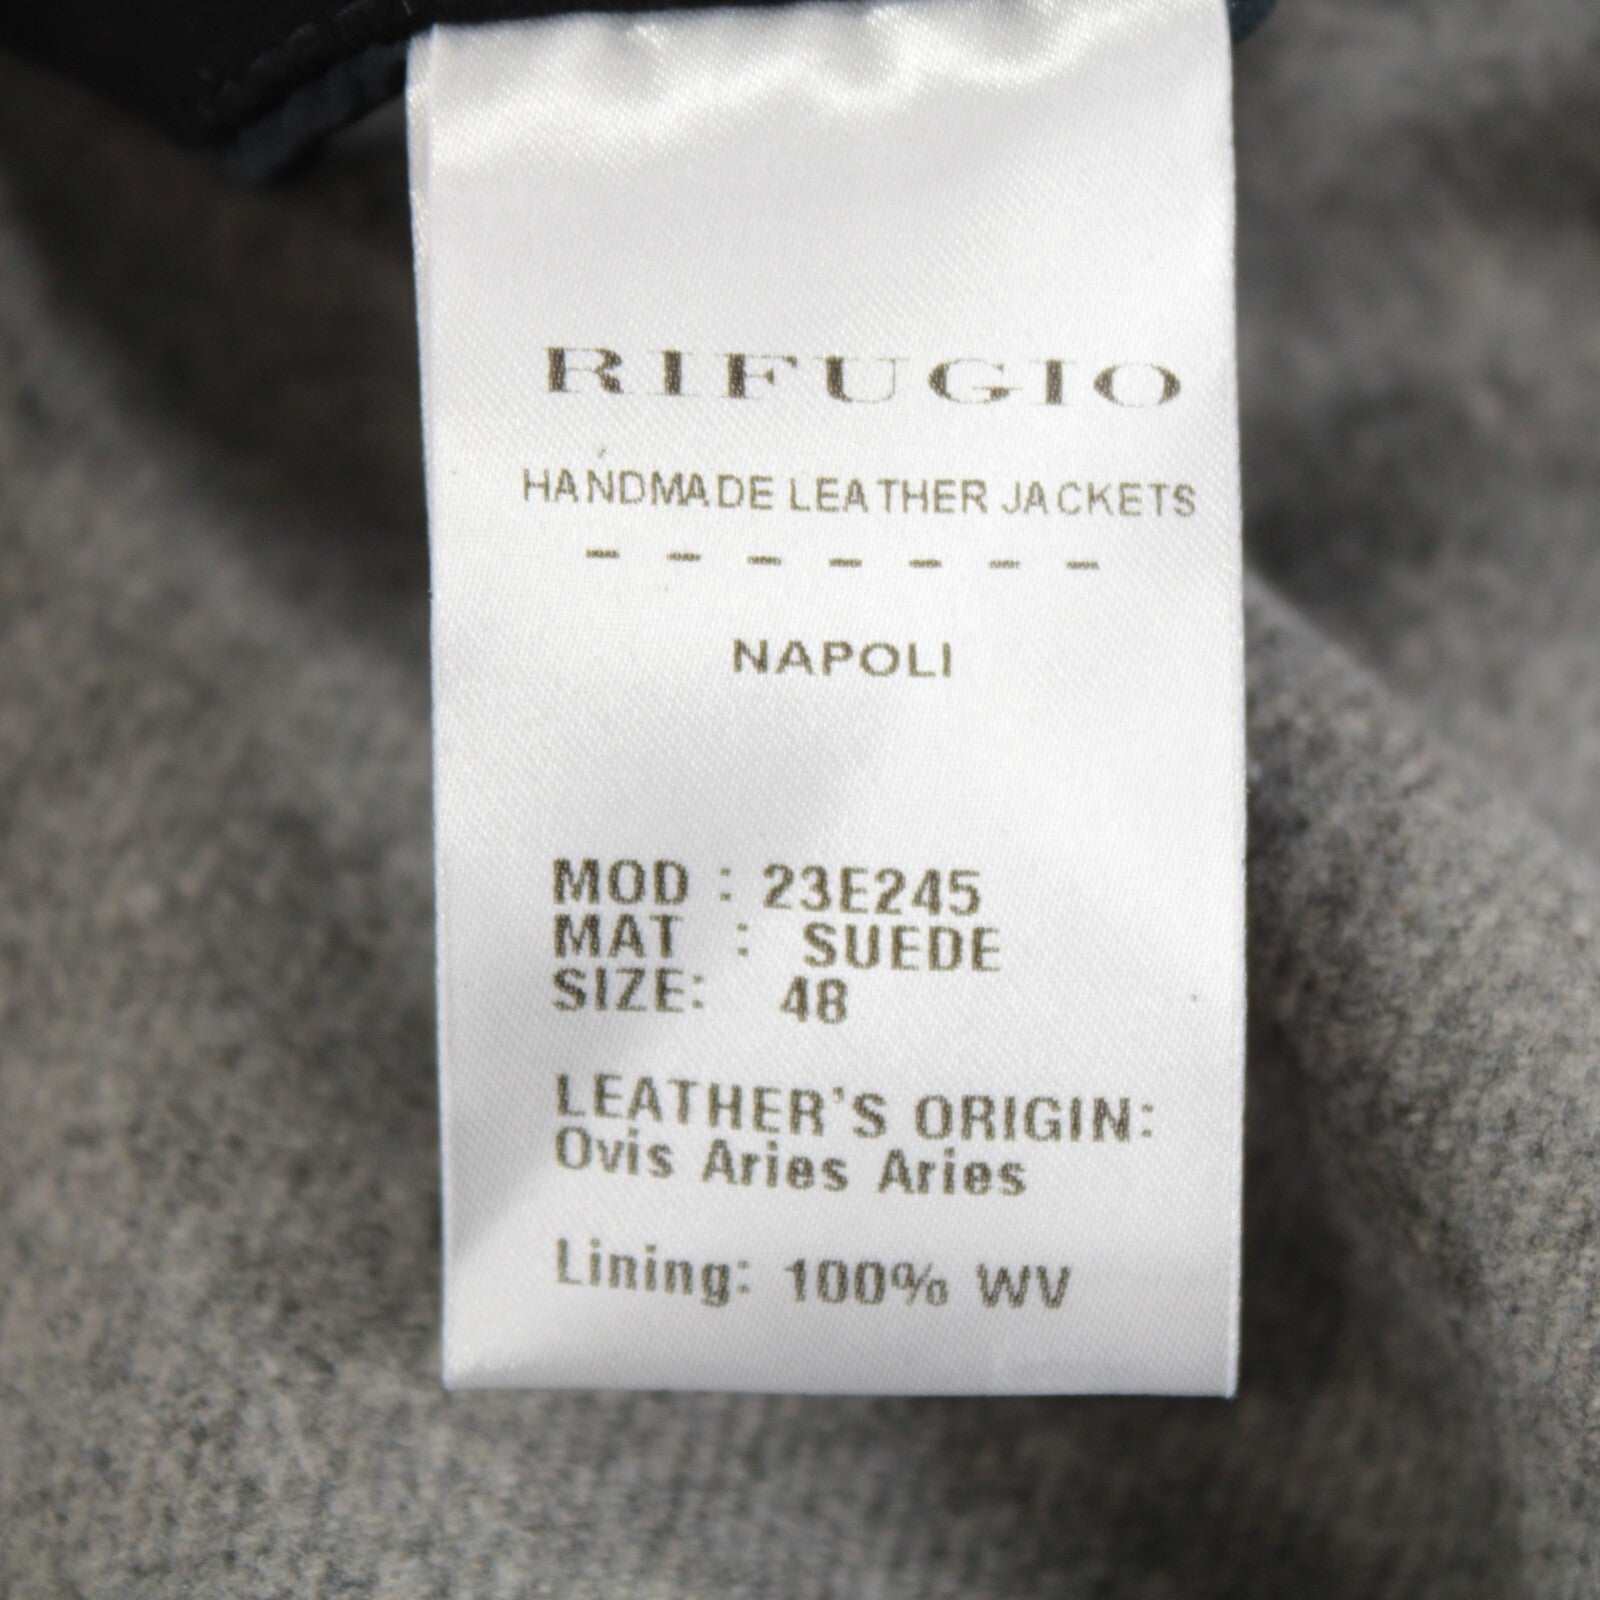 RIFUGIO
HANDMADE LEATHER JACKETS
- - - - - - -
NAPOLI
MOD : 23E245
MAT : SUEDE
SIZE: 48
LEATHER'S ORIGIN:
Ovis Aries Aries
Lining: 100% WV